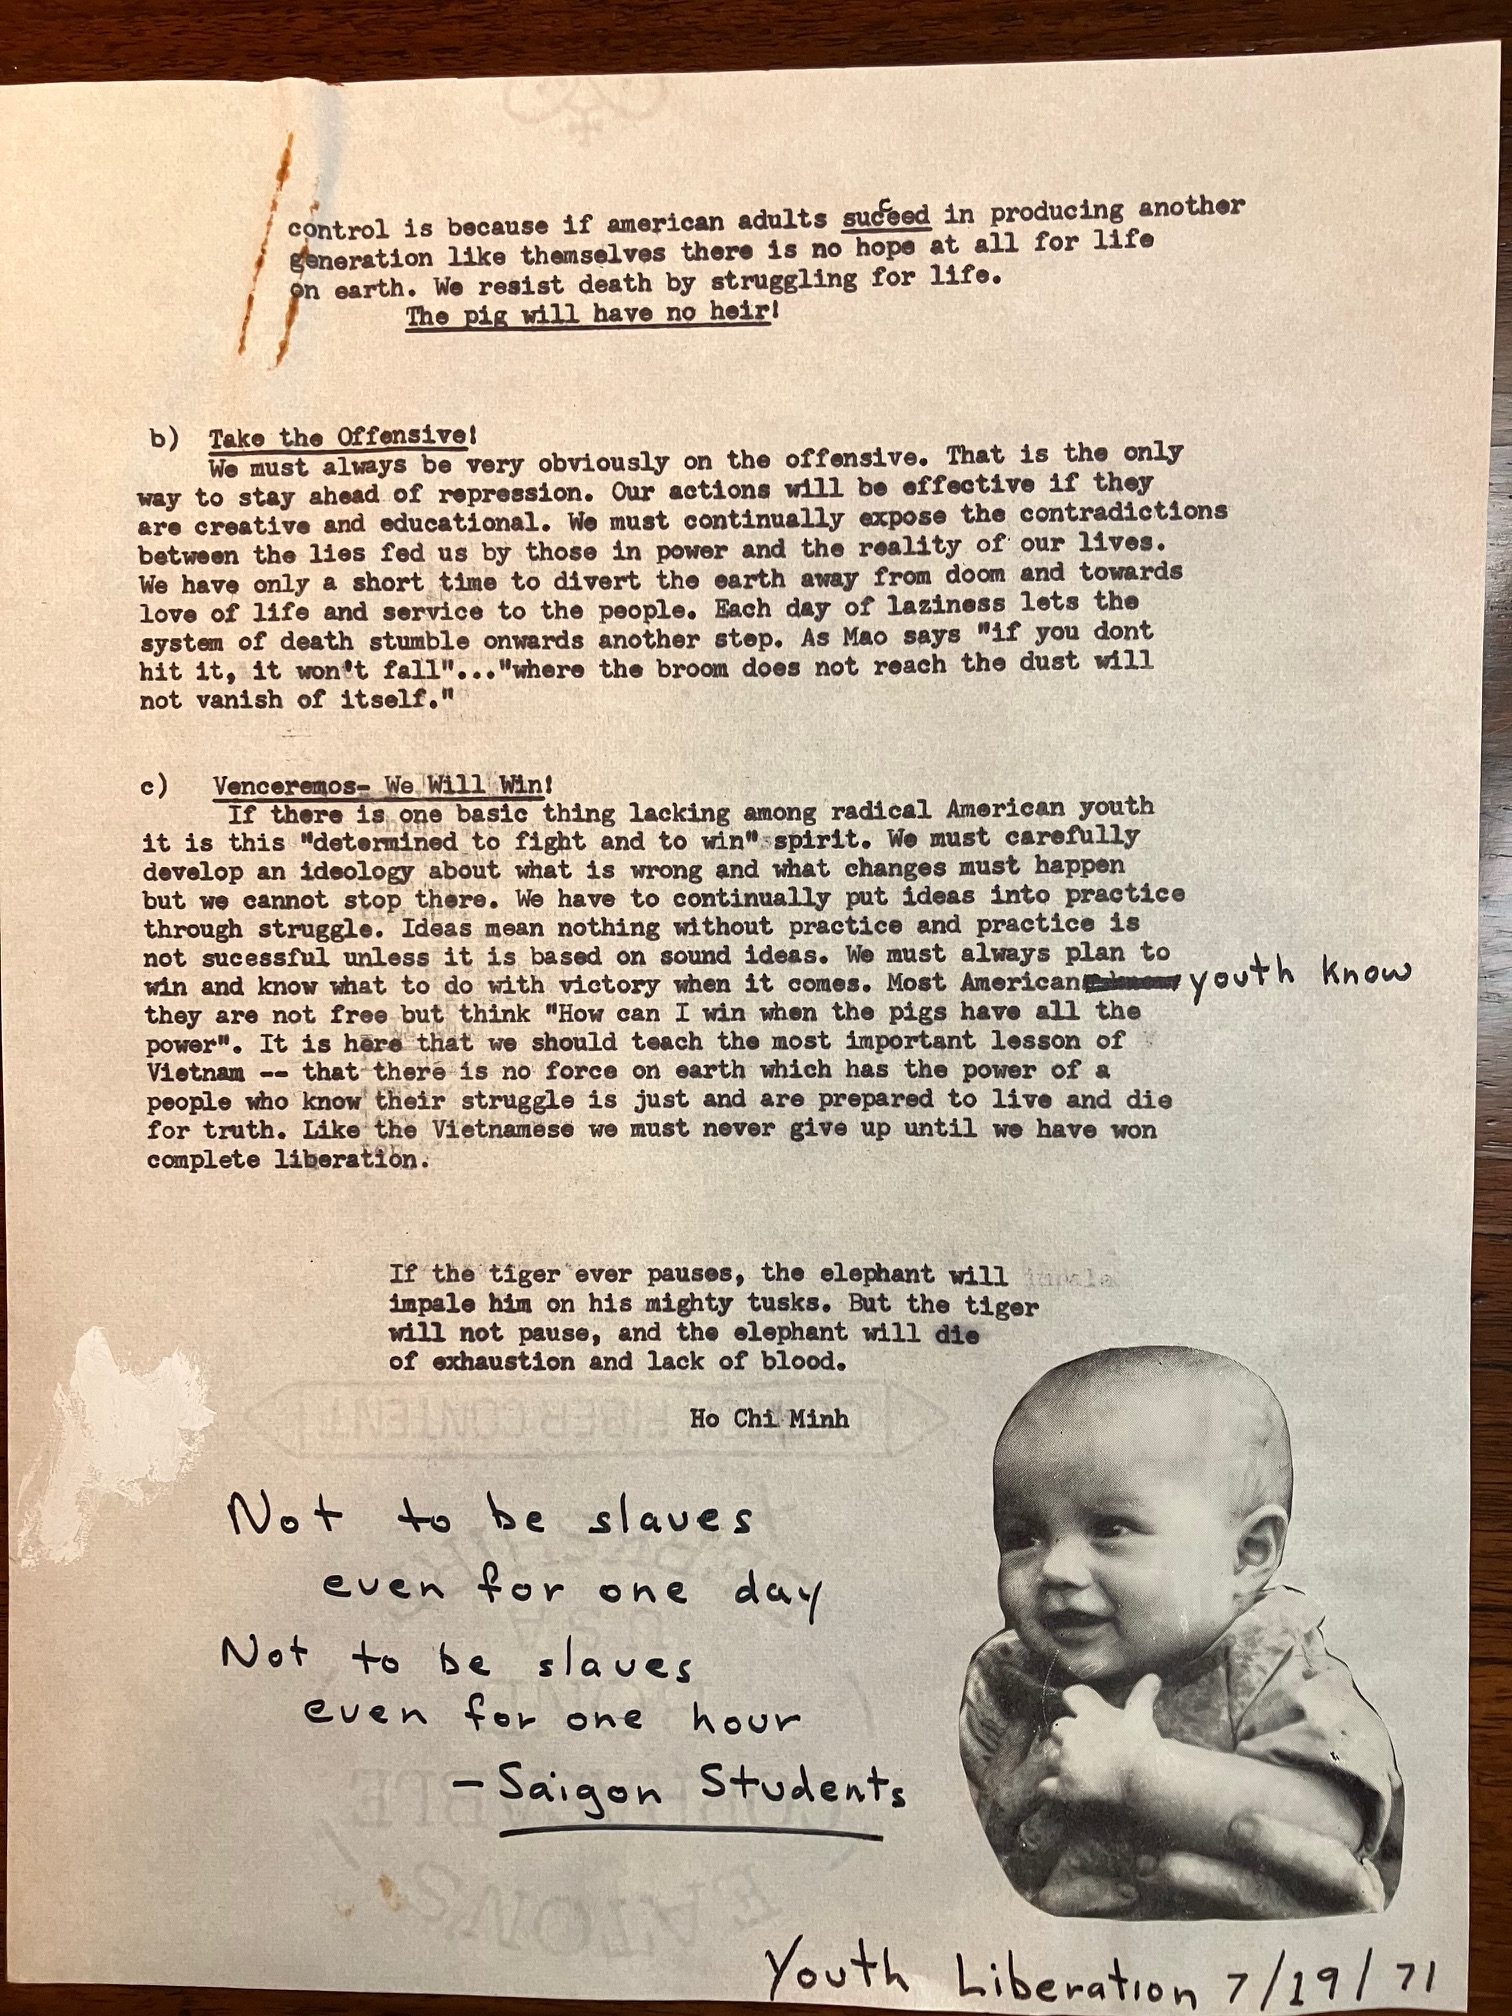 control is because if american adults succeed in producing another
generation like themselves there is no hope at all for life
on earth. We resist death by struggling for life.
The pig will have no heir!
b) Take the Offensive!
We must always be very obviously on the offensive. That is the only
way to stay ahead of repression. Our actions will be effective if they
are creative and educational. We must continually expose the contradictions
between the lies fed us by those in power and the reality of our lives.
We have only a short time to divert the earth away from doom and towards
love of life and service to the people. Each day of laziness lets the
system of death stumble onwards another step. As Mao says "if you dont
hit it, it won't fall"..."where the broom does not reach the dust will
not vanish of itself."
c) Venceremos- We Will Win!
If there is one basic thing lacking among radical American youth
it is this "determined to fight and to win" spirit. We must carefully
develop an ideology about what is wrong and what changes must happen
but we cannot stop there. We have to continually put ideas into practice
through struggle. Ideas mean nothing without practice and practice is
not sucessful unless it is based on sound ideas. We must always plan to
win and know what to do with victory when it comes. Most American youth know
they are not free but think "How can I win when the pigs have all the
power". It is here that we should teach the most important lesson of
Vietnam -- that there is no force on earth which has the power of a
people who know their struggle is just and are prepared to live and die
for truth. Like the Vietnamese we must never give up until we have won
complete liberation.
If the tiger ever pauses, the elephant will
impale him on his mighty tusks. But the tiger
will not pause, and the elephant will die
of exhaustion and lack of blood.
Ho Chi Minh
Not to be slaves
even for one day
Not to be slaves
even for one hour
- Saigon Students
Youth Liberation 7/19/71